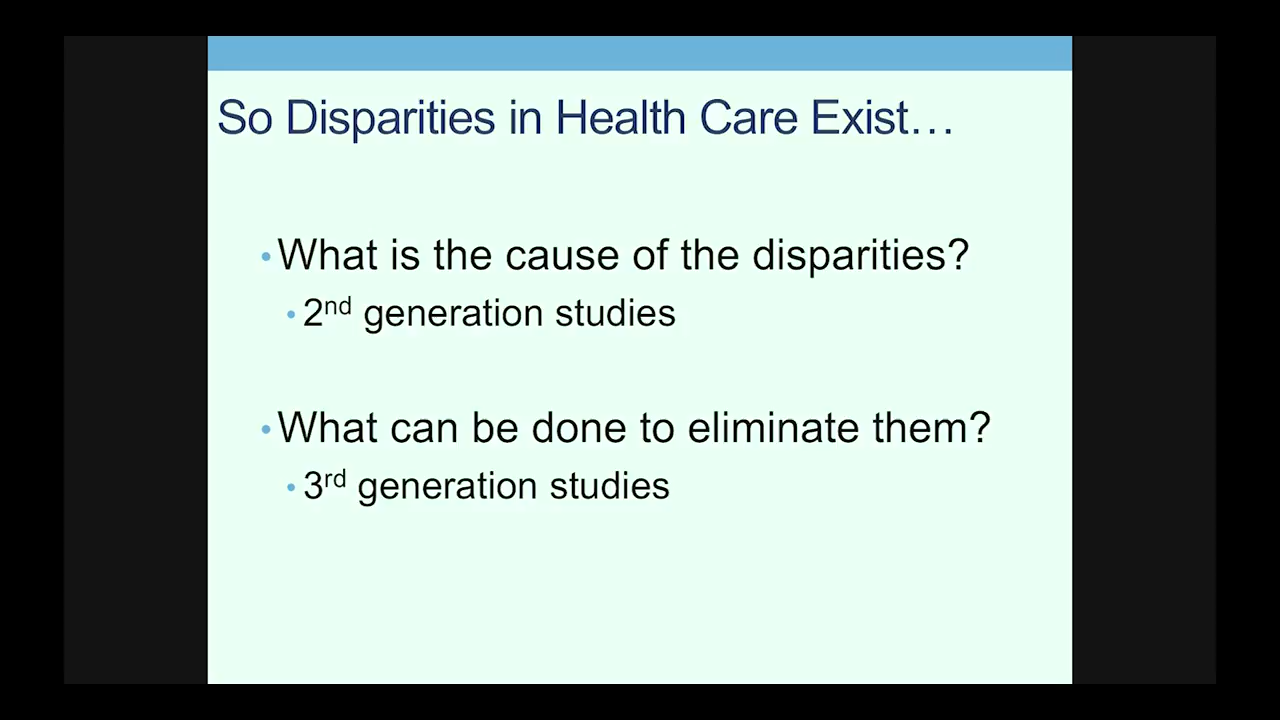 So Disparities in Health Care Exist…
• What is the cause of the disparities?
• 2nd generation studies
• What can be done to eliminate them?
• 3rd generation studies